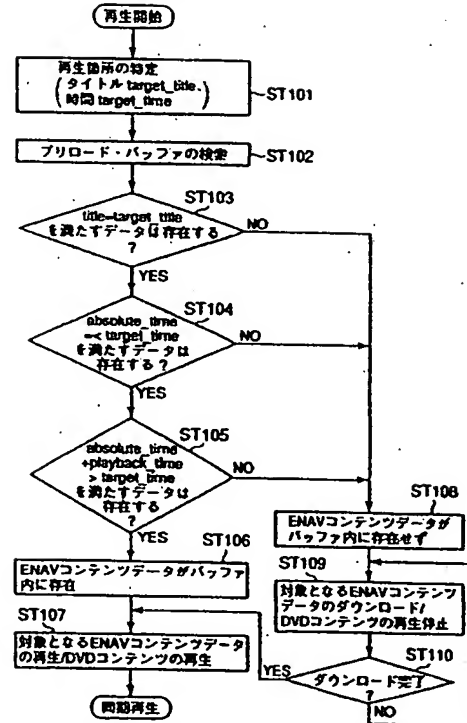 再生開始
再生箇所の特定
(タイトル target_title、
時間 target_time)
ST101
プリロード・バッファの検索
ST102
ST103
title=target_title
を満たすデータは存在する
?
NO
YES
ST104
absolute_time
=< target_time
を満たすデータは
存在する?
NO
YES
ST105
absolute_time
+playback_time
> target_time
を満たすデータは
存在する
?
NO
YES
ST106
ENAVコンテンツデータがバッファ
内に存在
ST107
対象となるENAVコンテンツデータ
の再生/DVDコンテンツの再生
同期再生
ST108
ENAVコンテンツデータが
バッファ内に存在せず
ST109
対象となるENAVコンテンツ
データのダウンロード/
DVDコンテンツの再生停止
ST110
ダウンロード完了
?
YES
NO